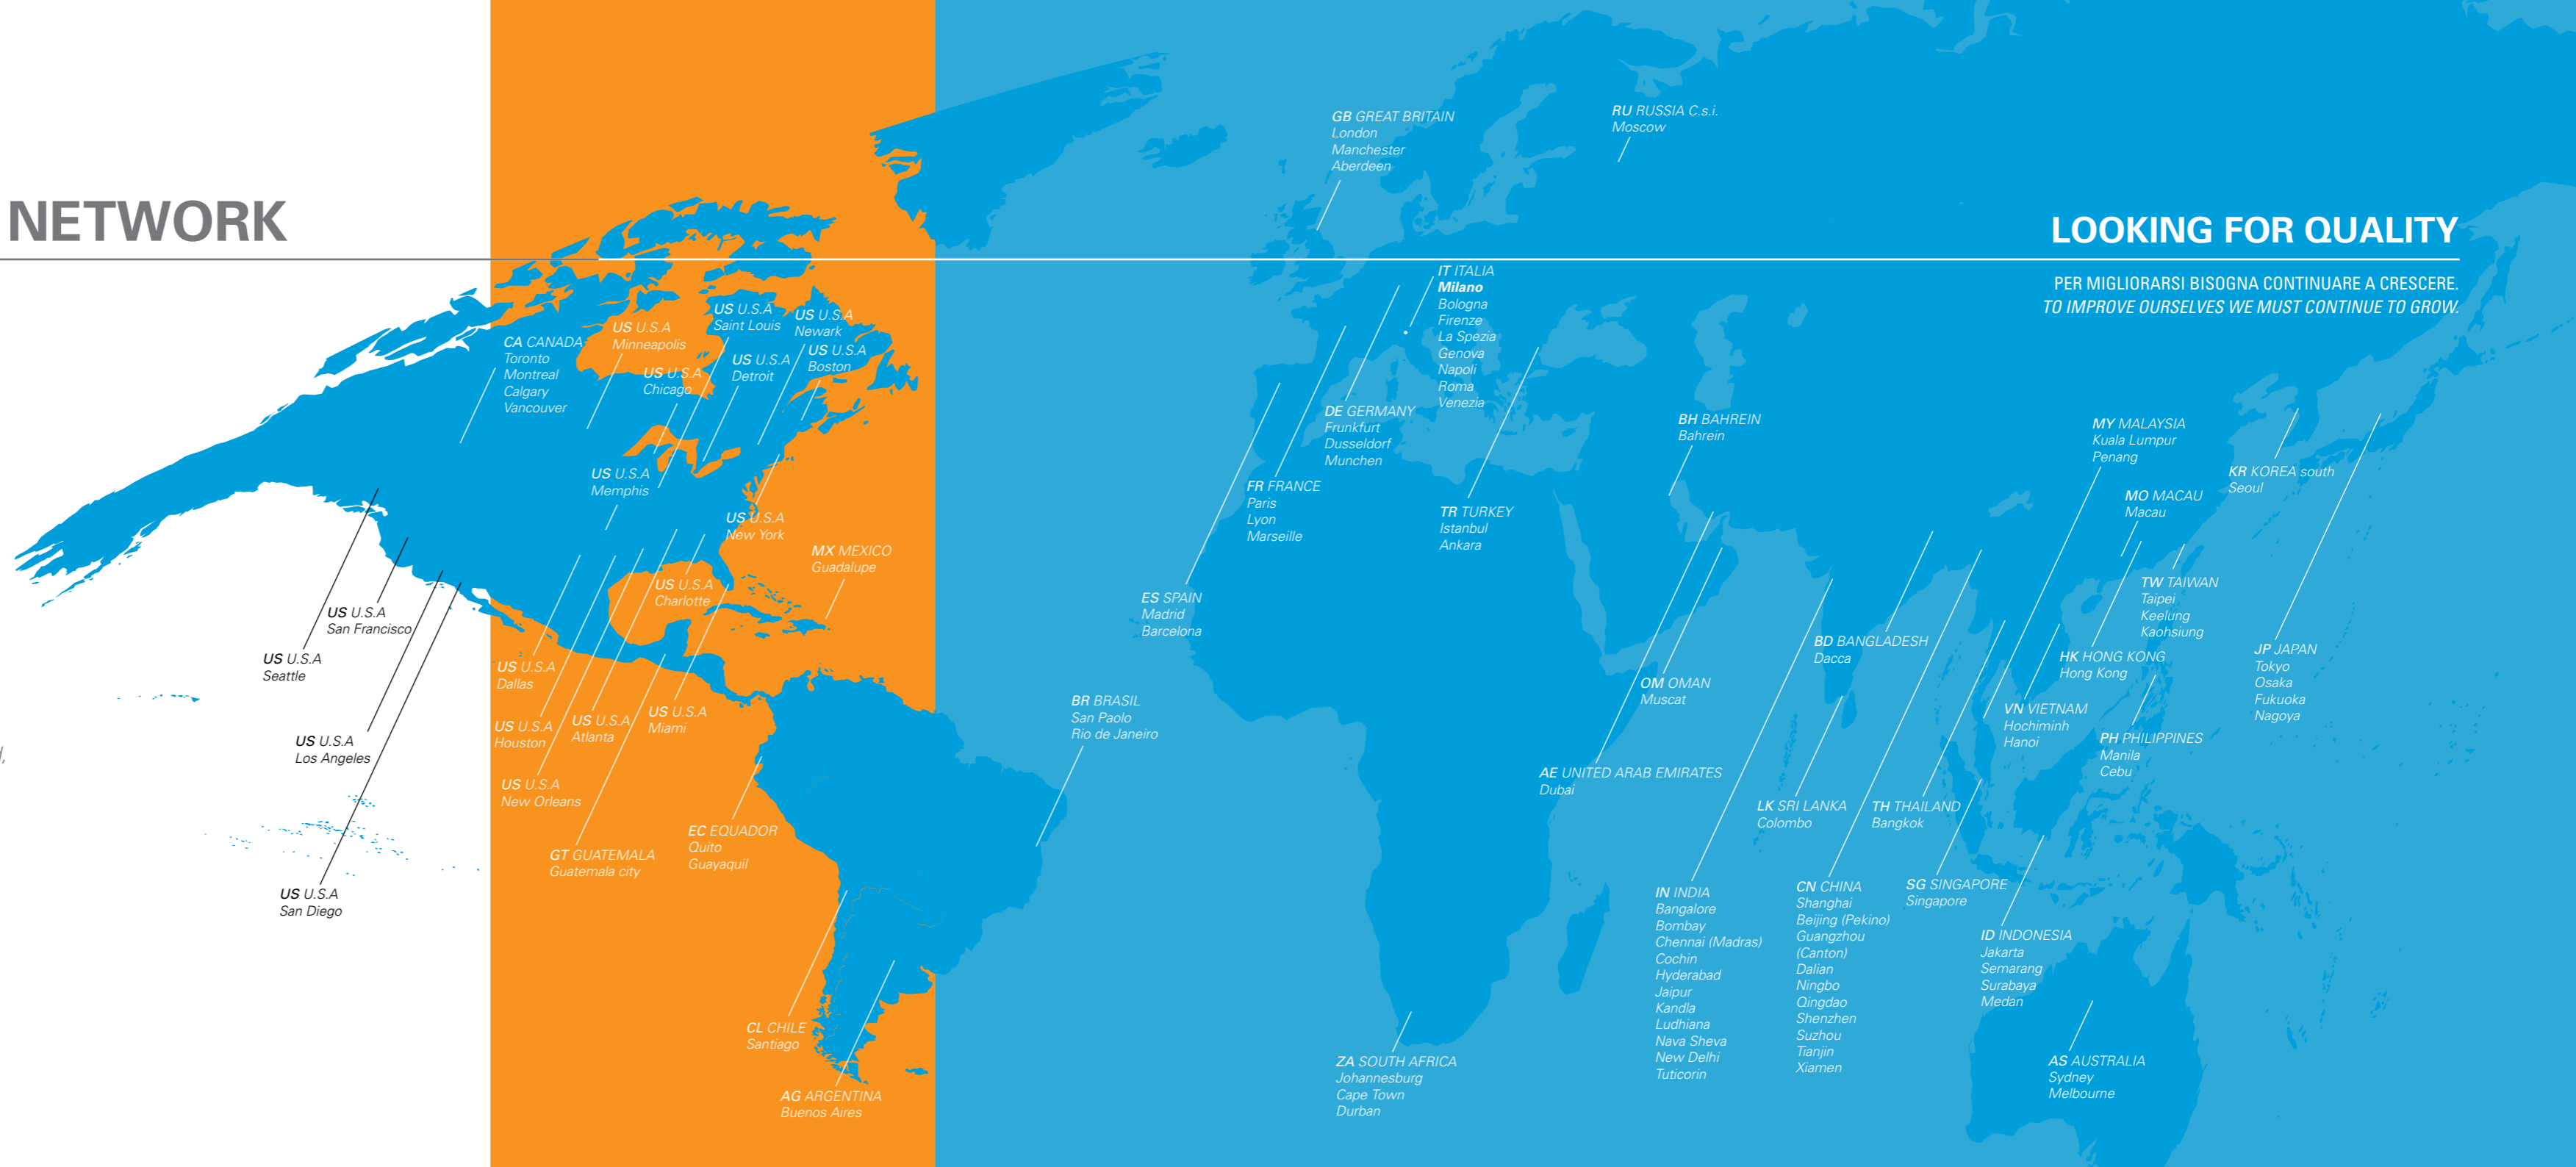 NETWORK
LOOKING FOR QUALITY
PER MIGLIORARSI BISOGNA CONTINUARE A CRESCERE.
TO IMPROVE OURSELVES WE MUST CONTINUE TO GROW.
CA CANADA
Toronto
Montreal
Calgary
Vancouver
US U.S.A
Minneapolis
US U.S.A
Saint Louis
US U.S.A
Newark
US U.S.A
Boston
US U.S.A
Detroit
US U.S.A
Chicago
US U.S.A
Memphis
US U.S.A
New York
MX MEXICO
Guadalupe
US U.S.A
Charlotte
US U.S.A
San Francisco
US U.S.A
Seattle
US U.S.A
Los Angeles
US U.S.A
San Diego
US U.S.A
Dallas
US U.S.A
Houston
US U.S.A
Atlanta
US U.S.A
Miami
US U.S.A
New Orleans
GT GUATEMALA
Guatemala city
EC EQUADOR
Quito
Guayaquil
CL CHILE
Santiago
AG ARGENTINA
Buenos Aires
BR BRASIL
San Paolo
Rio de Janeiro
GB GREAT BRITAIN
London
Manchester
Aberdeen
RU RUSSIA C.s.i.
Moscow
IT ITALIA
Milano
Bologna
Firenze
La Spezia
Genova
Napoli
Roma
Venezia
DE GERMANY
Frunkfurt
Dusseldorf
Munchen
FR FRANCE
Paris
Lyon
Marseille
ES SPAIN
Madrid
Barcelona
TR TURKEY
Istanbul
Ankara
BH BAHREIN
Bahrein
OM OMAN
Muscat
AE UNITED ARAB EMIRATES
Dubai
ZA SOUTH AFRICA
Johannesburg
Cape Town
Durban
BD BANGLADESH
Dacca
LK SRI LANKA
Colombo
TH THAILAND
Bangkok
IN INDIA
Bangalore
Bombay
Chennai (Madras)
Cochin
Hyderabad
Jaipur
Kandla
Ludhiana
Nava Sheva
New Delhi
Tuticorin
CN CHINA
Shanghai
Beijing (Pekino)
Guangzhou
(Canton)
Dalian
Ningbo
Qingdao
Shenzhen
Suzhou
Tianjin
Xiamen
SG SINGAPORE
Singapore
ID INDONESIA
Jakarta
Semarang
Surabaya
Medan
AS AUSTRALIA
Sydney
Melbourne
MY MALAYSIA
Kuala Lumpur
Penang
MO MACAU
Macau
KR KOREA south
Seoul
TW TAIWAN
Taipei
Keelung
Kaohsiung
HK HONG KONG
Hong Kong
VN VIETNAM
Hochiminh
Hanoi
PH PHILIPPINES
Manila
Cebu
JP JAPAN
Tokyo
Osaka
Fukuoka
Nagoya